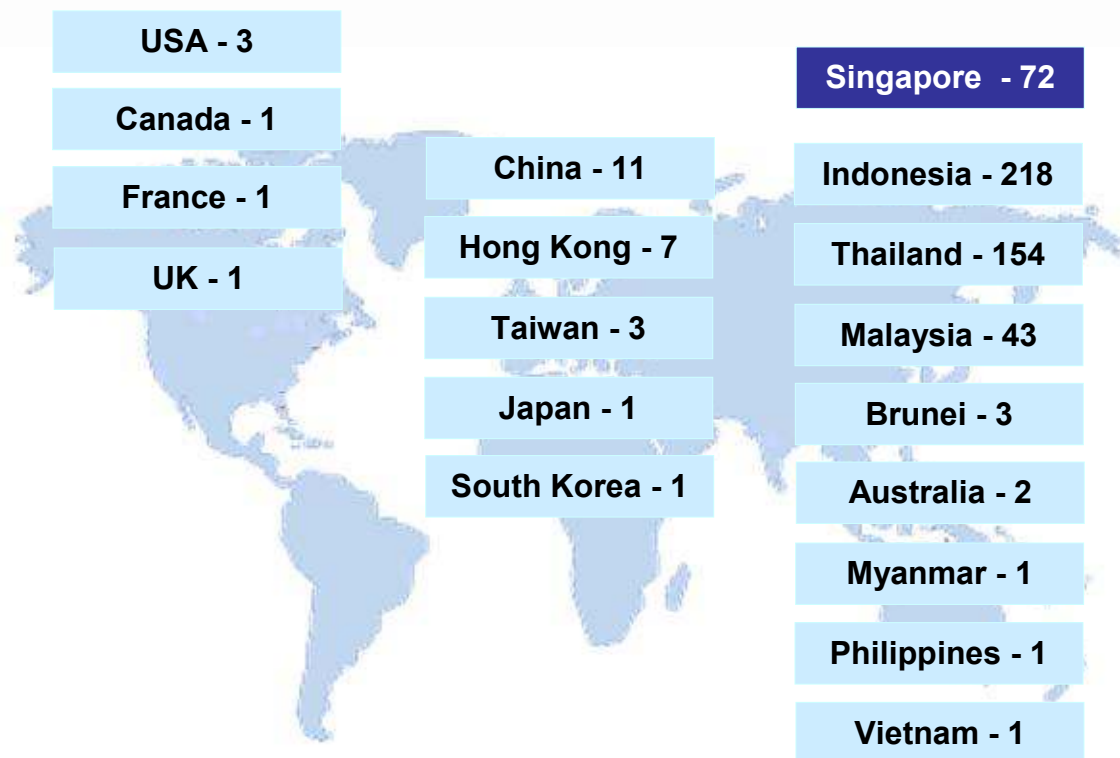 USA - 3
Canada - 1
France - 1
UK - 1
China - 11
Hong Kong - 7
Taiwan - 3
Japan - 1
South Korea - 1
Singapore - 72
Indonesia - 218
Thailand - 154
Malaysia - 43
Brunei - 3
Australia - 2
Myanmar - 1
Philippines - 1
Vietnam - 1